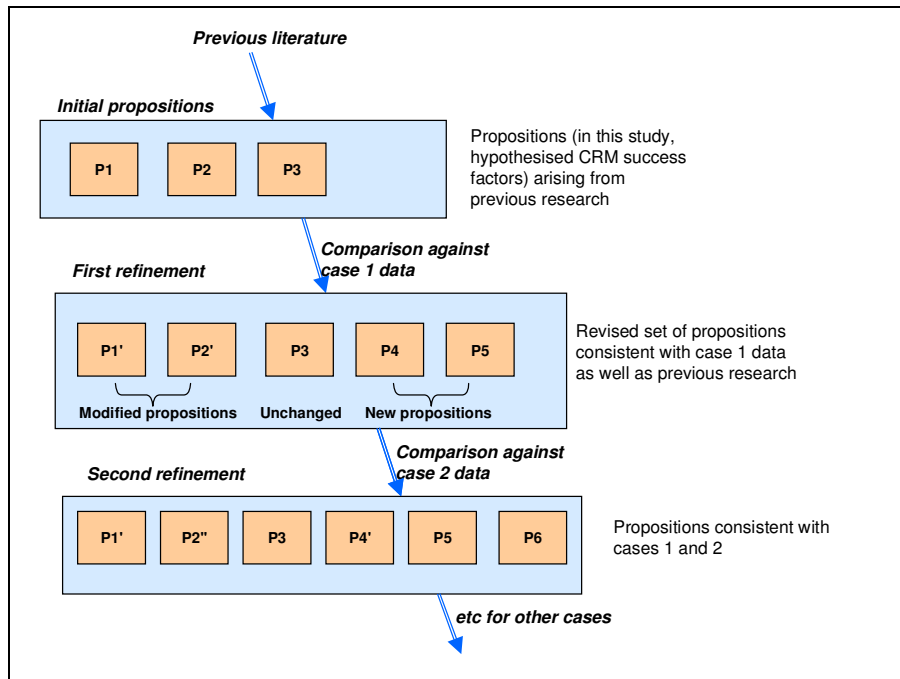 Previous literature
Initial propositions
P1 P2 P3
Propositions (in this study,
hypothesised CRM success
factors) arising from
previous research
Comparison against
case 1 data
First refinement
P1' P2' P3 P4 P5
Modified propositions Unchanged New propositions
Revised set of propositions
consistent with case 1 data
as well as previous research
Comparison against
case 2 data
Second refinement
P1' P2" P3 P4' P5 P6
Propositions consistent with
cases 1 and 2
etc for other cases